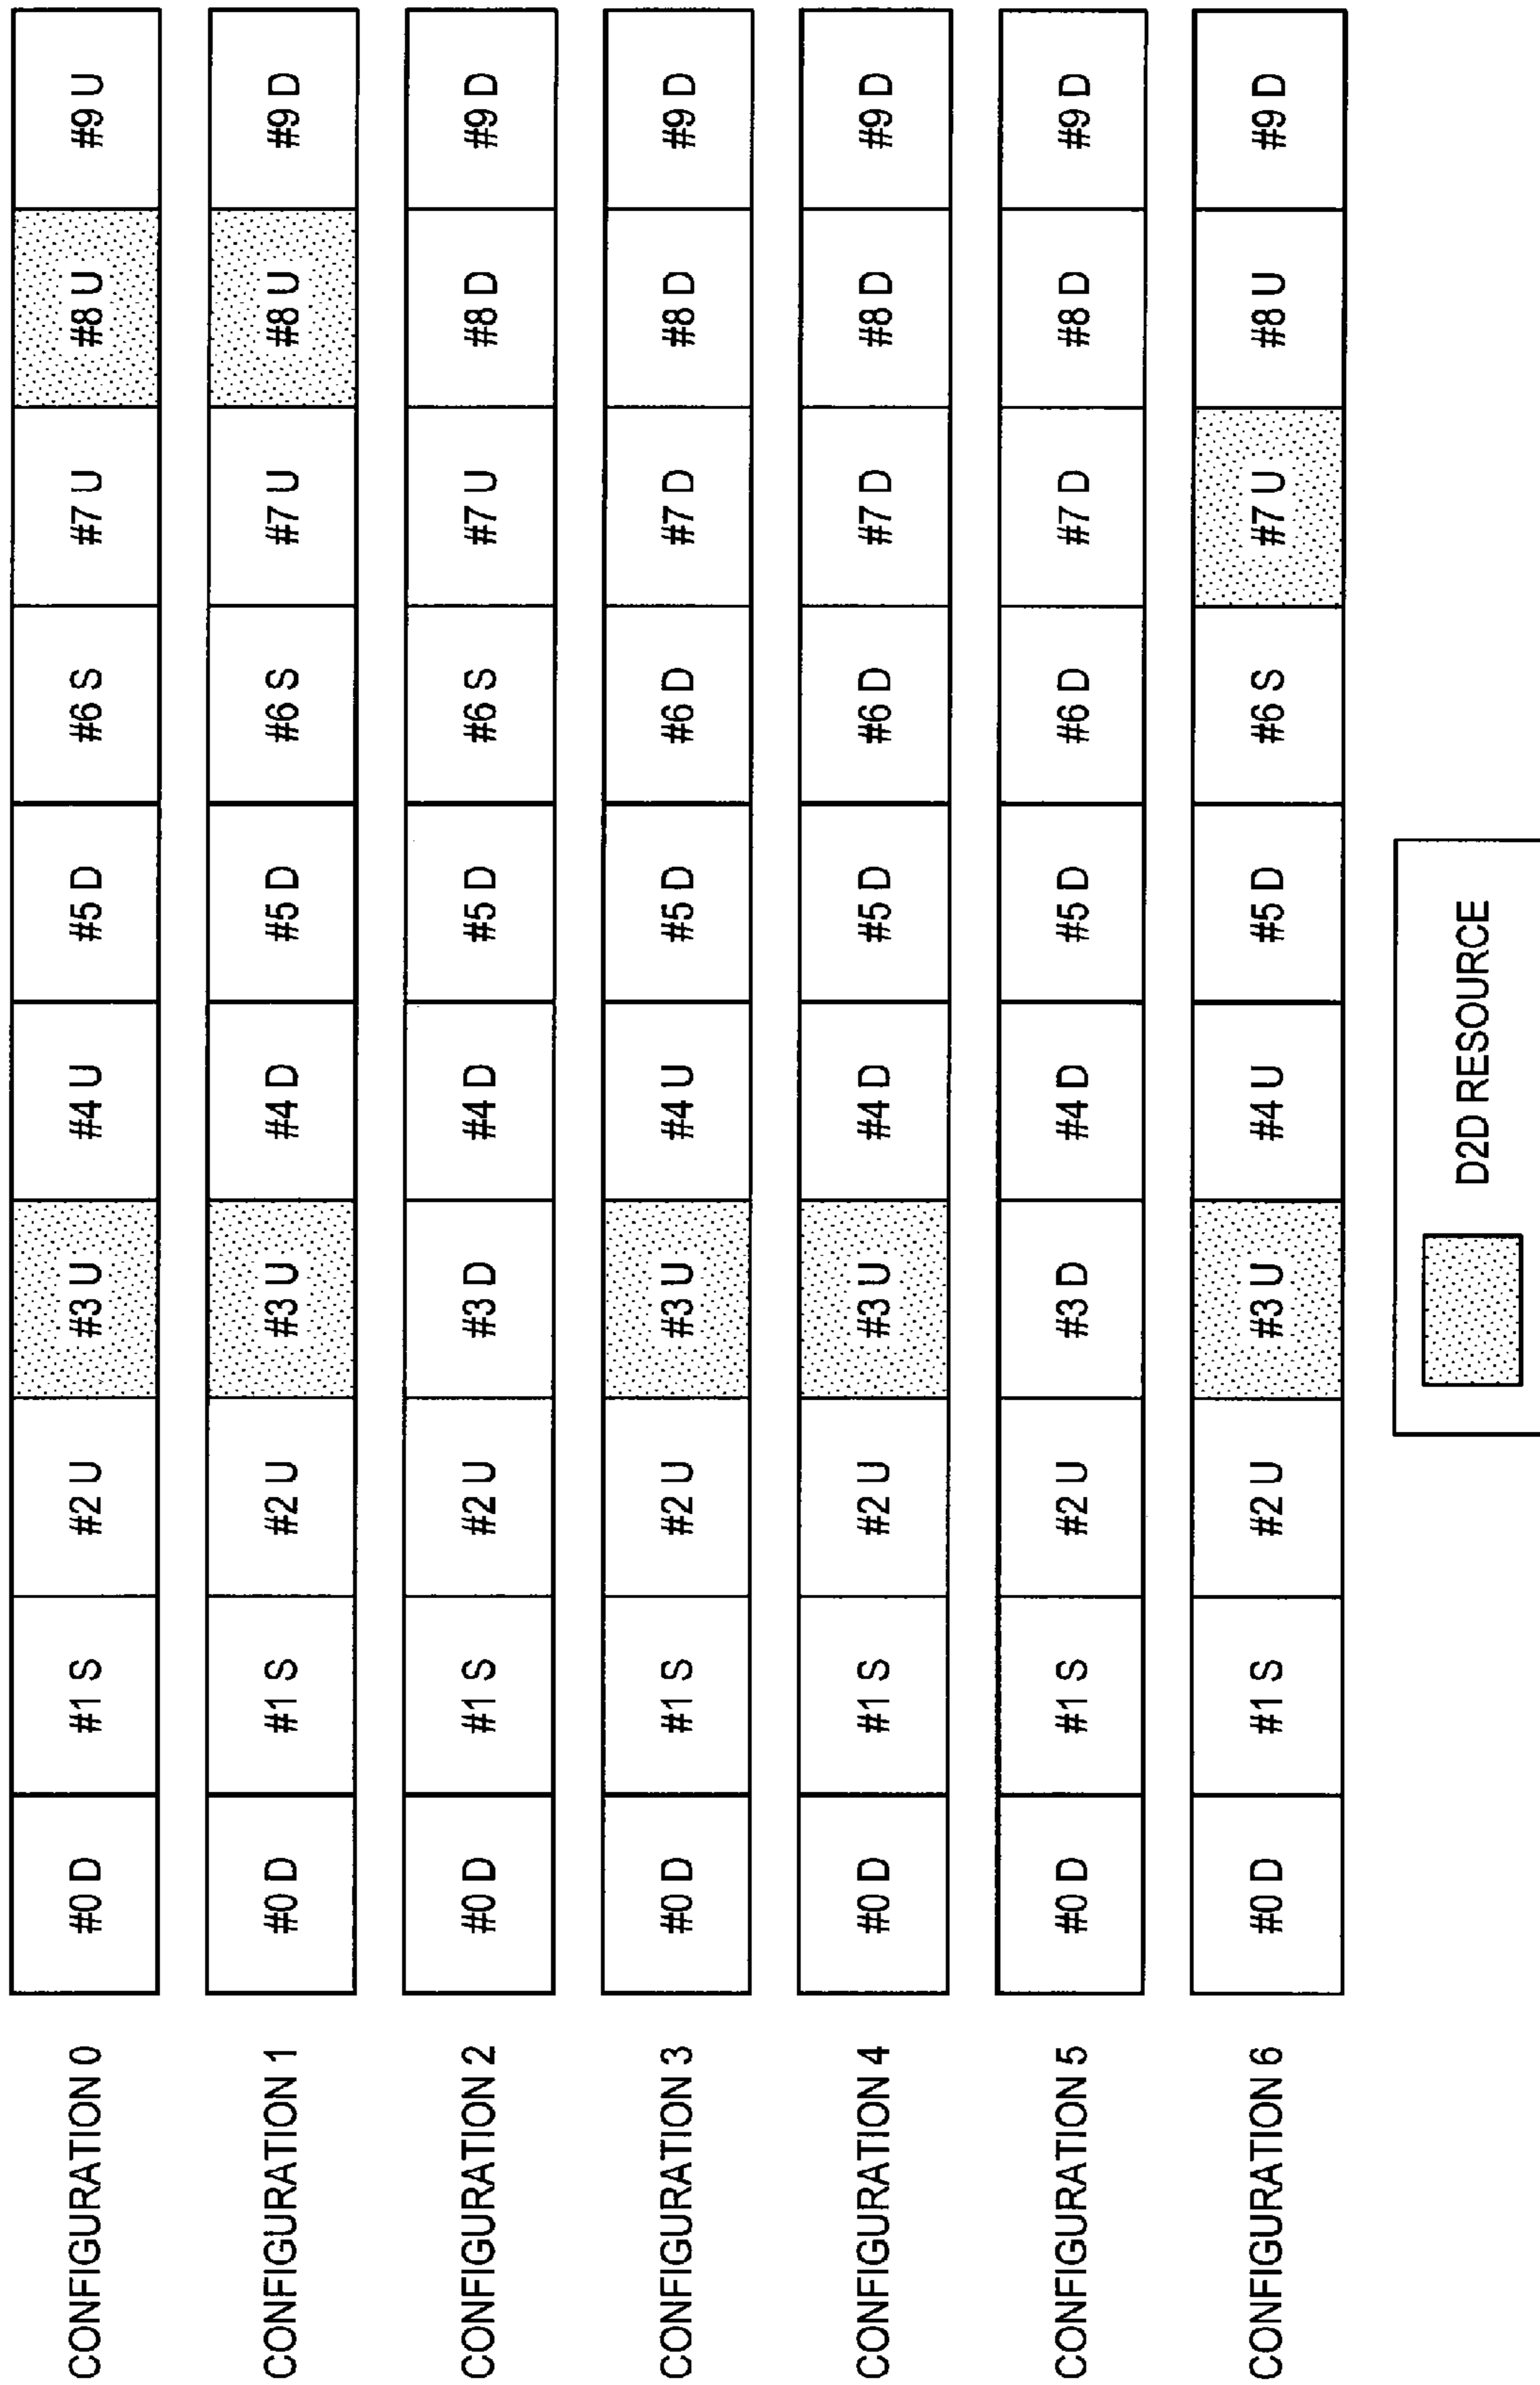 CONFIGURATION 0 #0 D #1 S #2 U #3 U #4 U #5 D #6 S #7 U #8 U #9 U
CONFIGURATION 1 #0 D #1 S #2 U #3 U #4 D #5 D #6 S #7 U #8 U #9 D
CONFIGURATION 2 #0 D #1 S #2 U #3 D #4 D #5 D #6 S #7 U #8 D #9 D
CONFIGURATION 3 #0 D #1 S #2 U #3 U #4 U #5 D #6 D #7 D #8 D #9 D
CONFIGURATION 4 #0 D #1 S #2 U #3 U #4 D #5 D #6 D #7 D #8 D #9 D
CONFIGURATION 5 #0 D #1 S #2 U #3 D #4 D #5 D #6 D #7 D #8 D #9 D
CONFIGURATION 6 #0 D #1 S #2 U #3 U #4 U #5 D #6 S #7 U #8 U #9 D
D2D RESOURCE